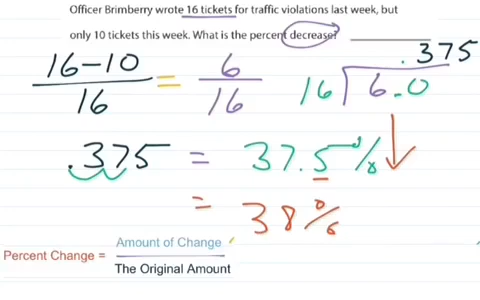 Officer Brimberry wrote 16 tickets for traffic violations last week, but
only 10 tickets this week. What is the percent decrease?
16-10 / 16 = 6 / 16
.375
16 6.0
.375 = 37.5%
= 38%
Percent Change = Amount of Change / The Original Amount